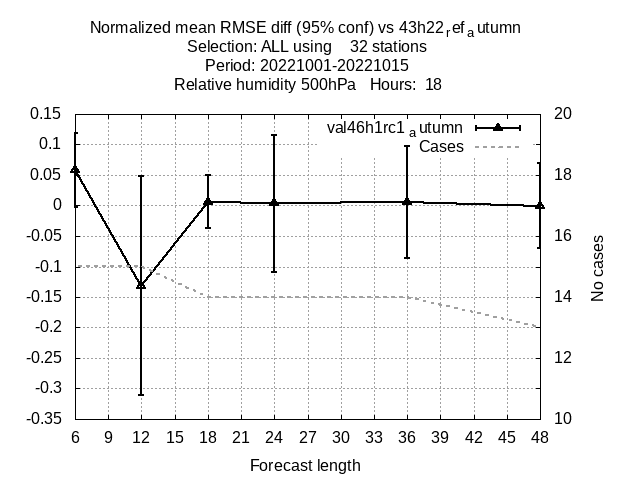 Normalized mean RMSE diff (95% conf) vs 43h22refautumn
Selection: ALL using 32 stations
Period: 20221001-20221015
Relative humidity 500hPa Hours: 18
val46h1rc1autumn
Cases
0.15
0.1
0.05
0
-0.05
-0.1
-0.15
-0.2
-0.25
-0.3
-0.35
20
18
16
14
12
10
No cases
6 9 12 15 18 21 24 27 30 33 36 39 42 45 48
Forecast length